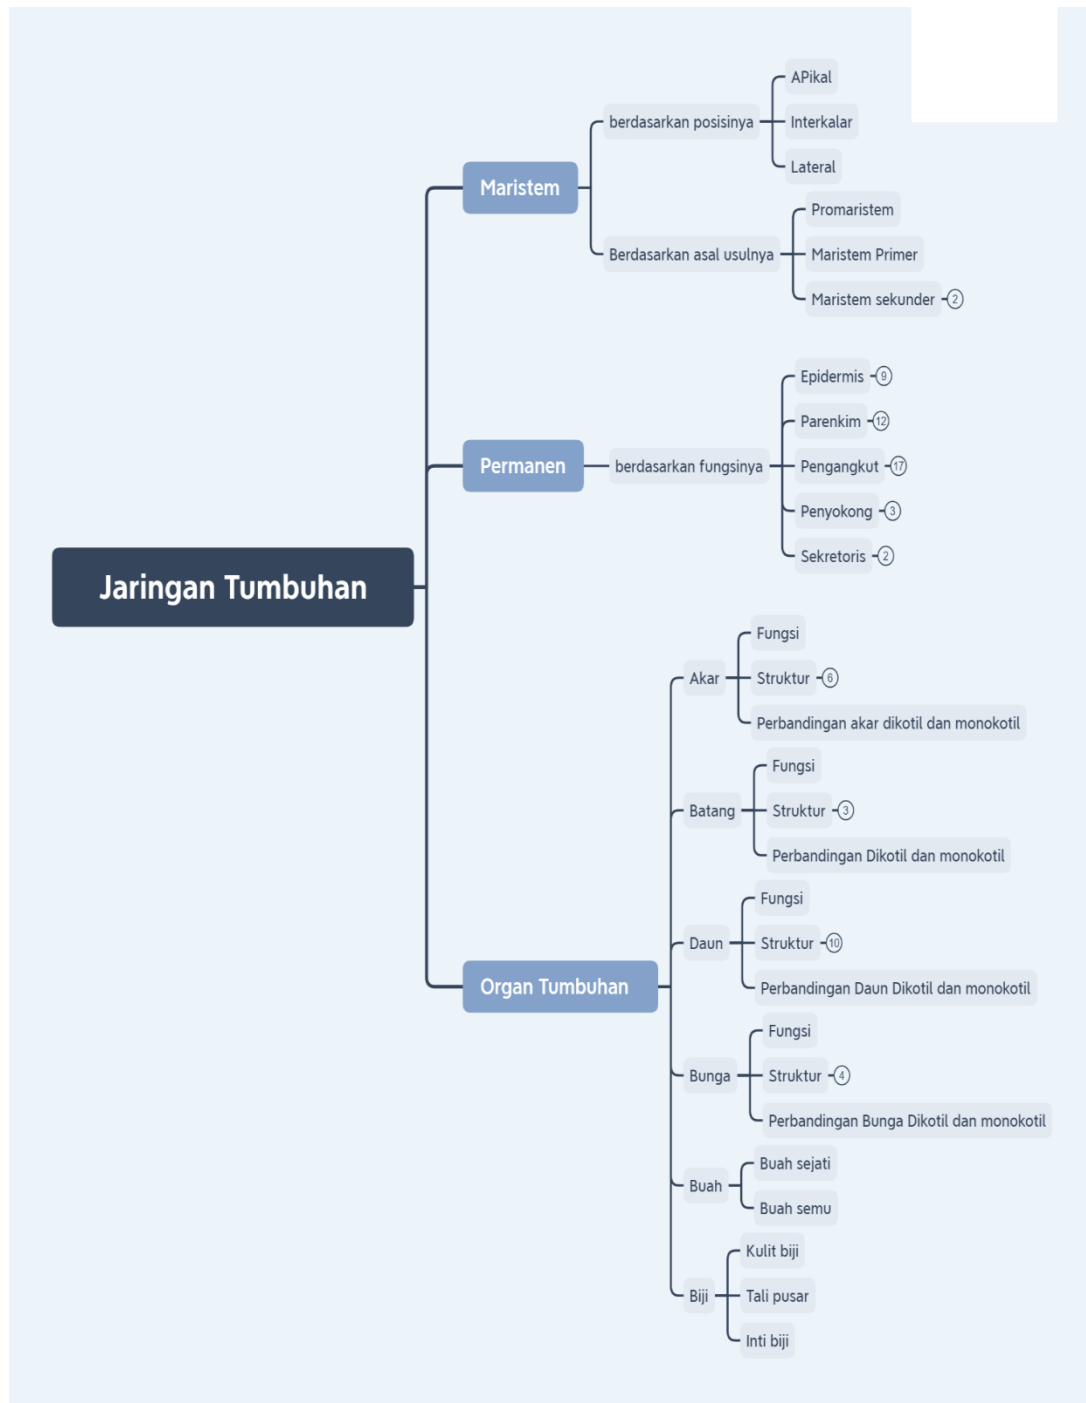 Jaringan Tumbuhan
Maristem
berdasarkan posisinya
APikal
Interkalar
Lateral
Berdasarkan asal usulnya
Promaristem
Maristem Primer
Maristem sekunder 2
Permanen
berdasarkan fungsinya
Epidermis 9
Parenkim 12
Pengangkut 17
Penyokong 3
Sekretoris 2
Organ Tumbuhan
Akar
Fungsi
Struktur 6
Perbandingan akar dikotil dan monokotil
Batang
Fungsi
Struktur 3
Perbandingan Dikotil dan monokotil
Daun
Fungsi
Struktur 10
Perbandingan Daun Dikotil dan monokotil
Bunga
Fungsi
Struktur 4
Perbandingan Bunga Dikotil dan monokotil
Buah
Buah sejati
Buah semu
Biji
Kulit biji
Tali pusar
Inti biji